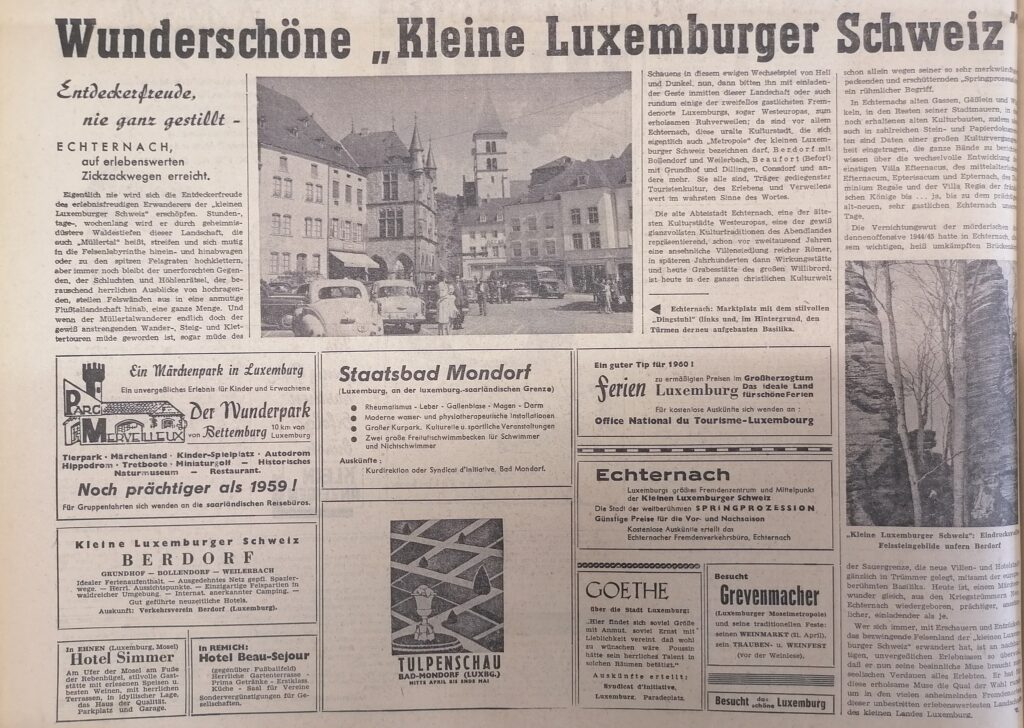 Wunderschöne „Kleine Luxemburger Schweiz"
Entdeckerfreude,
nie ganz gestillt –
ECHTERNACH,
auf erlebenswerten
Zickzackwegen erreicht.
Eigentlich nie wird sich die Entdeckerfreude
des erlebnisfreudigen Erwanderers der "kleinen
Luxemburger Schweiz" erschöpfen. Stunden-,
tage-, wochenlang wird er durch geheimnis-
düstere Waldestiefen dieser Landschaft, die
auch „Müllertal" heißt, streifen und sich mutig
in die Felsenlabyrinthe hinein- und hinabwagen
oder zu den spitzen Felsgraten hochklettern,
aber immer noch bleibt der unerforschten Gegen-
den, der Schluchten und Höhlenrätsel, der be-
rauschend herrlichen Ausblicke von hochragen-
den, steilen Felswänden aus in eine anmutige
Flußtallandschaft hinab, eine ganze Menge. Und
wenn der Müllertalwanderer endlich doch der
gewiß anstrengenden Wander-, Steig- und Klet-
tertouren müde geworden ist, sogar müde des
Schauens in diesem ewigen Wechselspiel von Hell
und Dunkel, nun, dann bitten ihn mit einladen-
der Geste inmitten dieser Landschaft oder auch
rundum einige der zweifellos gastlichsten Frem-
denorte Luxemburgs, sogar Westeuropas, zum
erholsamen Ruhverweilen; da sind vor allem
Echternach, diese uralte Kulturstadt, die sich
eigentlich auch „Metropole" der kleinen Luxem-
burger Schweiz bezeichnen darf, Berdorf mit
Bollendorf und Weilerbach, Beaufort (Befort)
mit Grundhof und Dillingen, Consdorf und an-
dere mehr. Sie alle sind, Träger gediegenster
Touristenkultur, des Erlebens und Verweilens
wert im wahrsten Sinne des Wortes.
Die alte Abteistadt Echternach, eine der älte-
sten Kulturstädte Westeuropas, eine der gewiß
glanzvollsten Kulturtraditionen des Abendlandes
repräsentierend, schon vor zweitausend Jahren
eine ansehnliche Villensiedlung reicher Römer,
in späteren Jahrhunderten dann Wirkungsstätte
und heute Grabesstätte des großen Willibrord,
ist heute in der ganzen christlichen Kulturwelt
Echternach: Marktplatz mit dem stilvollen
„Dingstuhl" (links und, im Hintergrund, den
Türmen der neu aufgebauten Basilika.
schon allein wegen seiner so sehr
packenden und erschütternden
ein rühmlicher Begriff.
In Echternachs alten Gassen, Gäßlein und
keln, in den Resten seiner Stadtmauern, in
noch erhaltenen alten Kulturbauten, zudem
auch in zahlreichen Stein- und
ten sind Daten einer großen
heit eingetragen, die ganze Bände zu
wissen über die wechselvolle Entwicklung
einstigen Villa Efternacus, des
Efternacum, Epterisacum und Epternach, des
minium Regale und der Villa Regia der
schen Könige bis . . . ja, bis zu dem
alt-neuen, sehr gastlichen Echternach
Tage,
Die Vernichtungswut der mörderischen
dennenoffensive 1944/45 hatte in Echternach,
sem wichtigen, heiß umkämpften
„Kleine Luxemburger Schweiz":
Felssteingebilde unfern Berdorf
der Sauergrenze, die neuen Villen- und
gänzlich in Trümmer gelegt, mitsamt der
berühmten Basilika. Heute ist, einem
wunder gleich, aus den Kriegstrümmern
Echternach wiedergeboren, prächtiger,
licher, einladender als je.
Wer sich immer, mit Erschauern und
das bezwingende Felsenland der „kleinen
burger Schweiz" erwandert hat, ist
tigen, unvergeßlichen Erlebnissen so
daß er nun seine besinnliche Muse braucht
seelischen Verdauen alles Erlebten. Er hat
diese erholsame Muse die Qual der Wahl
um in den vielen anheimelnden
dieser unbestritten erlebenswertesten
des kleinen Landes Luxemburg.
Ein Märchenpark in Luxemburg
Ein unvergeßliches Erlebnis für Kinder und Erwachsene
PARC
MERVEILLEUX
Der Wunderpark
von Bettemburg 10 km von
Luxemburg
Tierpark · Märchenland · Kinder-Spielplatz · Autodrom
Hippodrom · Tretboote · Miniaturgolf – Historisches
Naturmuseum – Restaurant.
Noch prächtiger als 1959 !
Für Gruppenfahrten sich wenden an die saarländischen Reisebüros.
Staatsbad Mondorf
(Luxemburg, an der luxemburg-saarländischen Grenze)
● Rheumatismus - Leber - Gallenblase - Magen - Darm
● Moderne wasser- und physiotherapeutische Installationen
● Großer Kurpark. Kulturelle u. sportliche Veranstaltungen
● Zwei große Freiluftschwimmbecken für Schwimmer
und Nichtschwimmer
Auskünfte :
Kurdirektion oder Syndicat d'Initiative, Bad Mondorf.
Ein guter Tip für 1960 !
Ferien zu ermäßigten Preisen im Großherzogtum
Luxemburg Das ideale Land
für schöne Ferien
Für kostenlose Auskünfte sich wenden an :
Office National du Tourisme-Luxembourg
Echternach
Luxemburgs größtes Fremdenzentrum und Mittelpunkt
der Kleinen Luxemburger Schweiz
Die Stadt der weltberühmten SPRINGPROZESSION
Günstige Preise für die Vor- und Nachsaison
Kostenlose Auskünfte erteilt das
Echternacher Fremdenverkehrsbüro, Echternach
Kleine Luxemburger Schweiz
BERDORF
GRUNDHOF — BOLLENDORF — WEILERBACH
Idealer Ferienaufenthalt. — Ausgedehntes Netz gepfl. Spazier-
wege. — Herrl. Aussichtspunkte. — Einzigartige Felspartien in
waldreicher Umgebung. — Internat. anerkannter Camping. —
Gut geführte neuzeitliche Hotels.
Auskunft: Verkehrsverein Berdorf (Luxemburg).
In EHNEN (Luxemburg, Mosel)
Hotel Simmer
Am Ufer der Mosel am Fuße
der Rebenhügel, stilvolle Gast-
stätte mit erlesenen Speisen u.
besten Weinen, mit herrlichen
Terrassen, in idyllischer Lage,
das Haus der Qualität.
Parkplatz und Garage.
In REMICH:
Hotel Beau-Sejour
(gegenüber Fußballfeld)
Herrliche Gartenterrasse -
Prima Getränke - Erstklass.
Küche - Saal für Vereine
Sondervergünstigungen für Ge-
sellschaften.
TULPENSCHAU
BAD-MONDORF (LUXBG.)
MITTE APRIL BIS ENDE MAI
GOETHE
über die Stadt Luxemburg:
„Hier findet sich soviel Größe
mit Anmut, soviel Ernst mit
Lieblichkeit vereint daß wohl
zu wünschen wäre, Poussin
hätte sein herrliches Talent in
solchen Räumen betätigt."
Auskünfte erteilt:
Syndicat d'Initiative,
Luxemburg, Paradeplatz.
Besucht
Grevenmacher
(Luxemburger Moselmetropole)
und seine traditionellen Feste:
seinen WEINMARKT (21. April),
sein TRAUBEN- u. WEINFEST
(vor der Weinlese).
Besucht das schöne Luxemburg